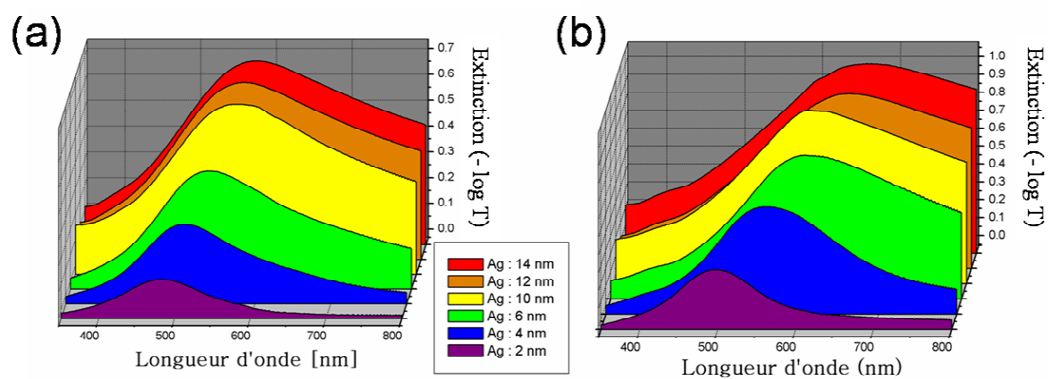 (a)
0.7
0.6
0.5
0.4
0.3
0.2
0.1
0.0
Extinction (- log T)
400 500 600 700 800
Longueur d'onde [nm]
Ag : 14 nm
Ag : 12 nm
Ag : 10 nm
Ag : 6 nm
Ag : 4 nm
Ag : 2 nm
(b)
1.0
0.9
0.8
0.7
0.6
0.5
0.4
0.3
0.2
0.1
0.0
Extinction (- log T)
400 500 600 700 800
Longueur d'onde (nm)